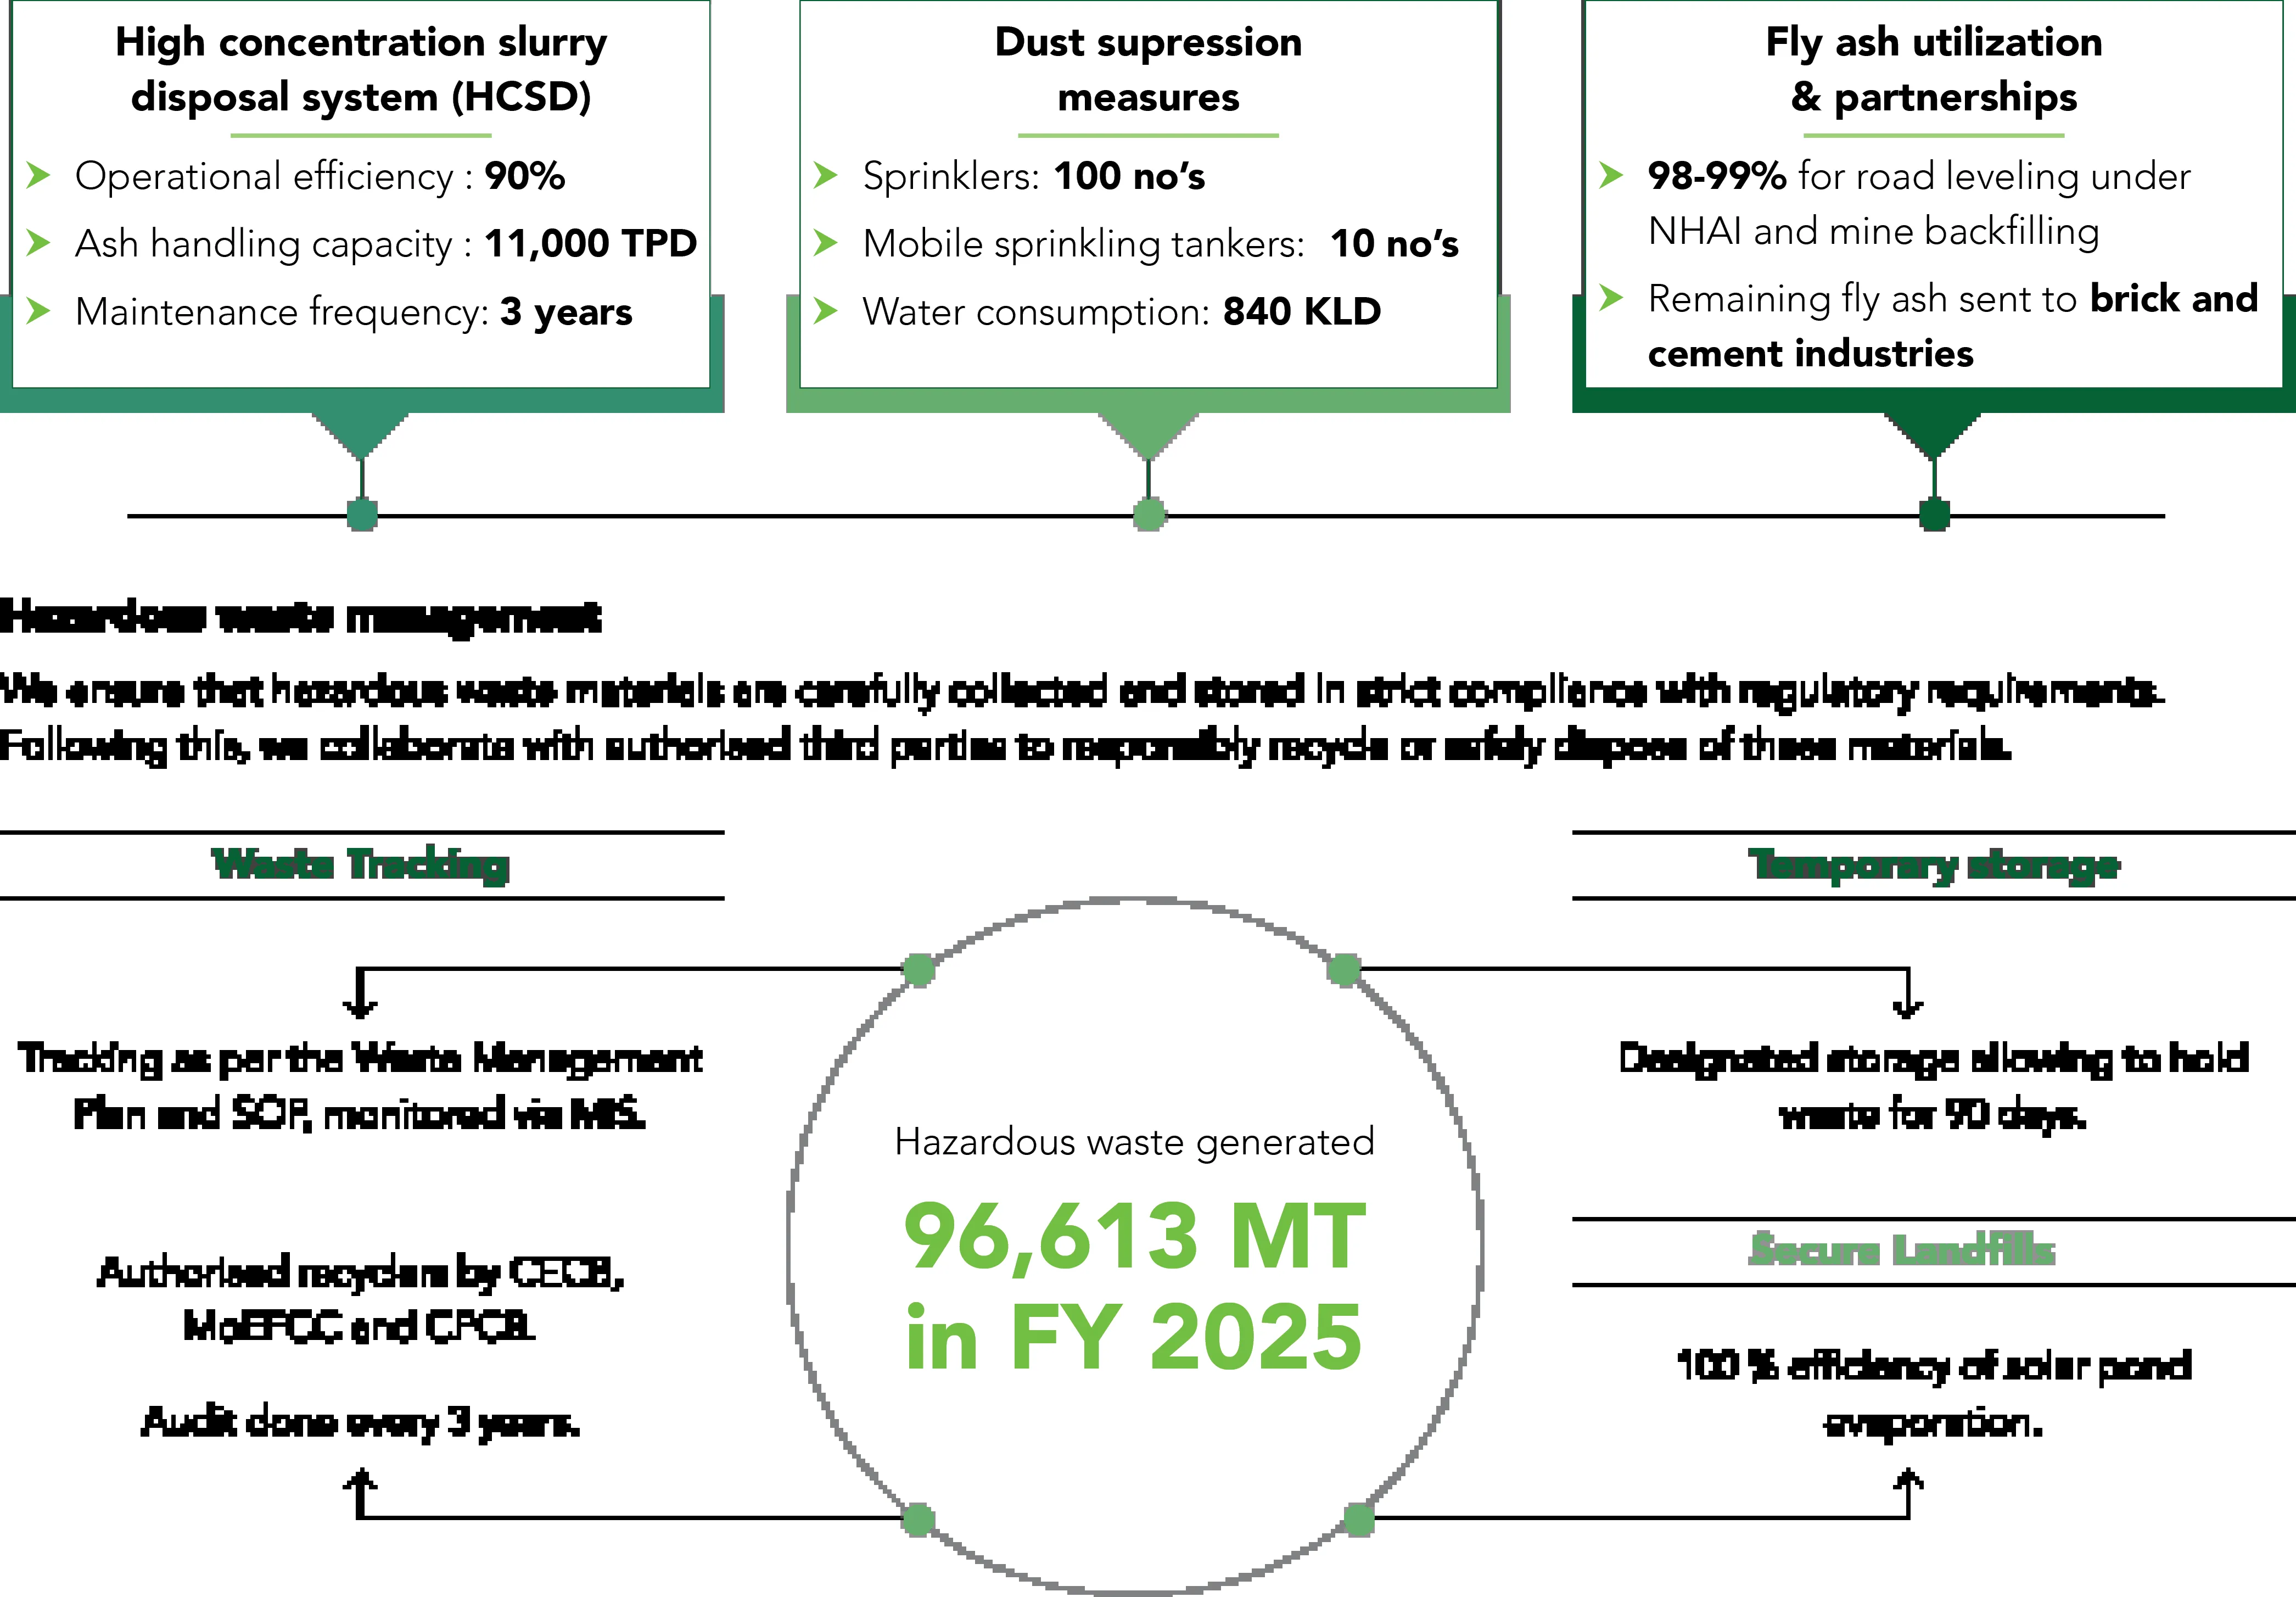 High concentration slurry
disposal system (HCSD)
Operational efficiency : 90%
Ash handling capacity : 11,000 TPD
Maintenance frequency: 3 years
Dust supression
measures
Sprinklers: 100 no's
Mobile sprinkling tankers: 10 no's
Water consumption: 840 KLD
Fly ash utilization
& partnerships
98-99% for road leveling under
NHAI and mine backfilling
Remaining fly ash sent to brick and
cement industries
Hazardous waste management
We ensure that hazardous waste materials are carefully collected and stored in strict compliance with regulatory requirements.
Following this, we collaborate with authorised third parties to responsibly recycle or safely dispose of these materials.
Waste Tracking
Tracking as per the Waste Management
Plan and SOP, monitored via MIS.
Authorised recyclers by CECB,
MoEFCC and CPCB.
Audit done every 3 years.
Hazardous waste generated
96,613 MT
in FY 2025
Temporary storage
Designated storage allowing to hold
waste for 90 days.
Secure Landfills
100 % efficiency of solar pond
evaporation.